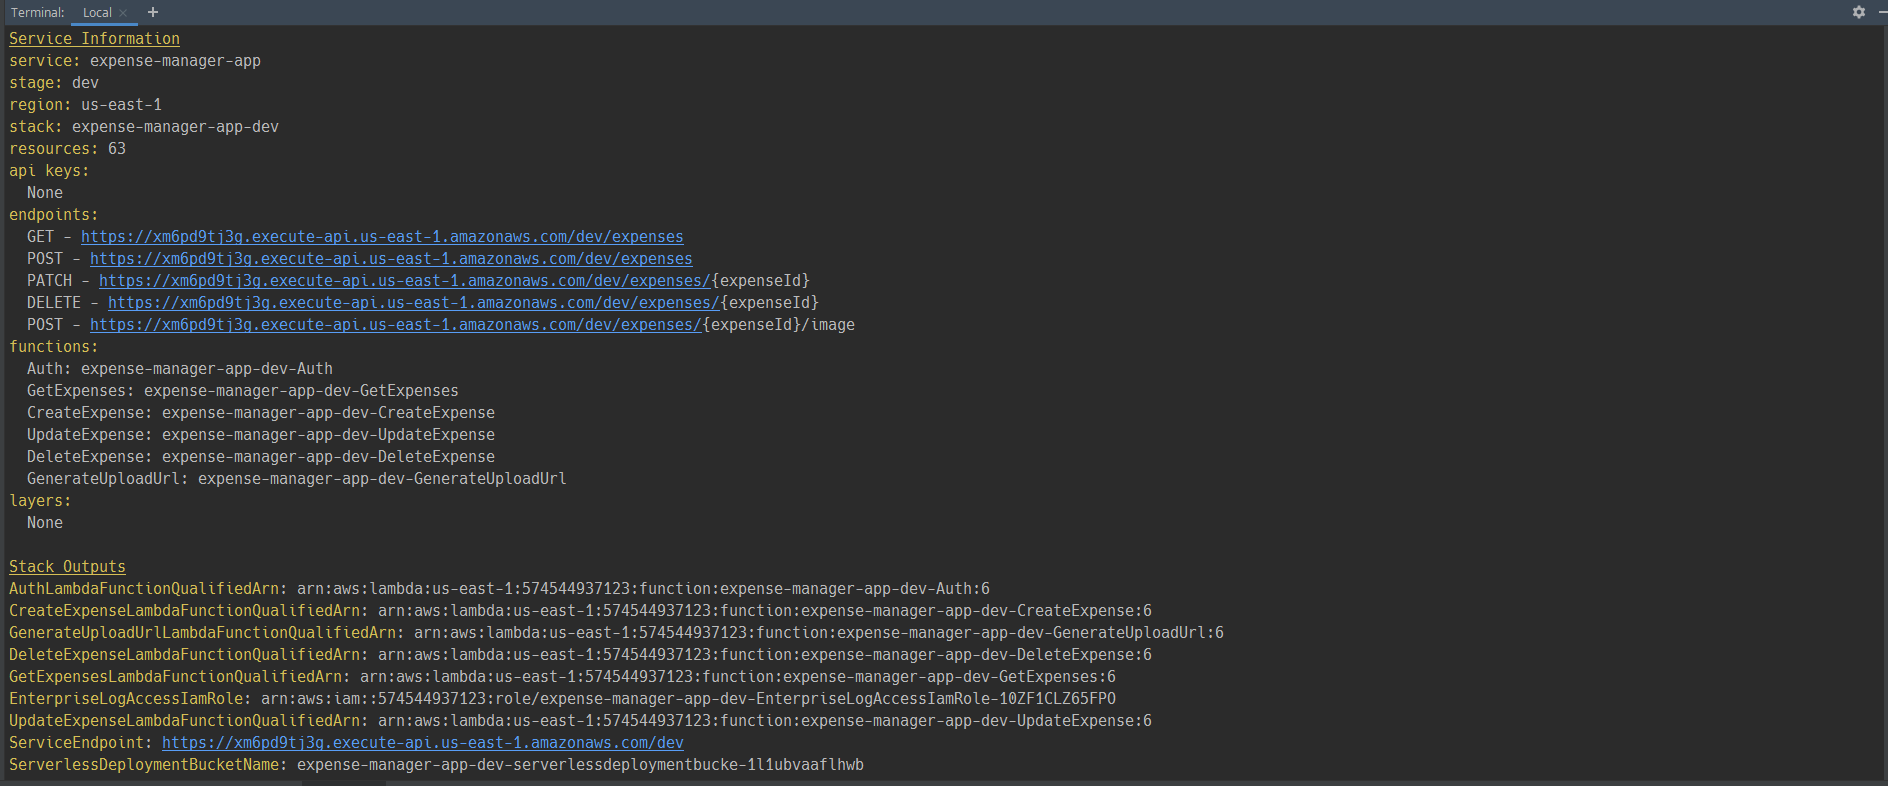 Terminal: Local × +
Service Information
service: expense-manager-app
stage: dev
region: us-east-1
stack: expense-manager-app-dev
resources: 63
api keys:
  None
endpoints:
  GET - https://xm6pd9tj3g.execute-api.us-east-1.amazonaws.com/dev/expenses
  POST - https://xm6pd9tj3g.execute-api.us-east-1.amazonaws.com/dev/expenses
  PATCH - https://xm6pd9tj3g.execute-api.us-east-1.amazonaws.com/dev/expenses/{expenseId}
  DELETE - https://xm6pd9tj3g.execute-api.us-east-1.amazonaws.com/dev/expenses/{expenseId}
  POST - https://xm6pd9tj3g.execute-api.us-east-1.amazonaws.com/dev/expenses/{expenseId}/image
functions:
  Auth: expense-manager-app-dev-Auth
  GetExpenses: expense-manager-app-dev-GetExpenses
  CreateExpense: expense-manager-app-dev-CreateExpense
  UpdateExpense: expense-manager-app-dev-UpdateExpense
  DeleteExpense: expense-manager-app-dev-DeleteExpense
  GenerateUploadUrl: expense-manager-app-dev-GenerateUploadUrl
layers:
  None
Stack Outputs
AuthLambdaFunctionQualifiedArn: arn:aws:lambda:us-east-1:574544937123:function:expense-manager-app-dev-Auth:6
CreateExpenseLambdaFunctionQualifiedArn: arn:aws:lambda:us-east-1:574544937123:function:expense-manager-app-dev-CreateExpense:6
GenerateUploadUrlLambdaFunctionQualifiedArn: arn:aws:lambda:us-east-1:574544937123:function:expense-manager-app-dev-GenerateUploadUrl:6
DeleteExpenseLambdaFunctionQualifiedArn: arn:aws:lambda:us-east-1:574544937123:function:expense-manager-app-dev-DeleteExpense:6
GetExpensesLambdaFunctionQualifiedArn: arn:aws:lambda:us-east-1:574544937123:function:expense-manager-app-dev-GetExpenses:6
EnterpriseLogAccessIamRole: arn:aws:iam::574544937123:role/expense-manager-app-dev-EnterpriseLogAccessIamRole-10ZF1CLZ65FPO
UpdateExpenseLambdaFunctionQualifiedArn: arn:aws:lambda:us-east-1:574544937123:function:expense-manager-app-dev-UpdateExpense:6
ServiceEndpoint: https://xm6pd9tj3g.execute-api.us-east-1.amazonaws.com/dev
ServerlessDeploymentBucketName: expense-manager-app-dev-serverlessdeploymentbucke-1l1ubvaaflhwb